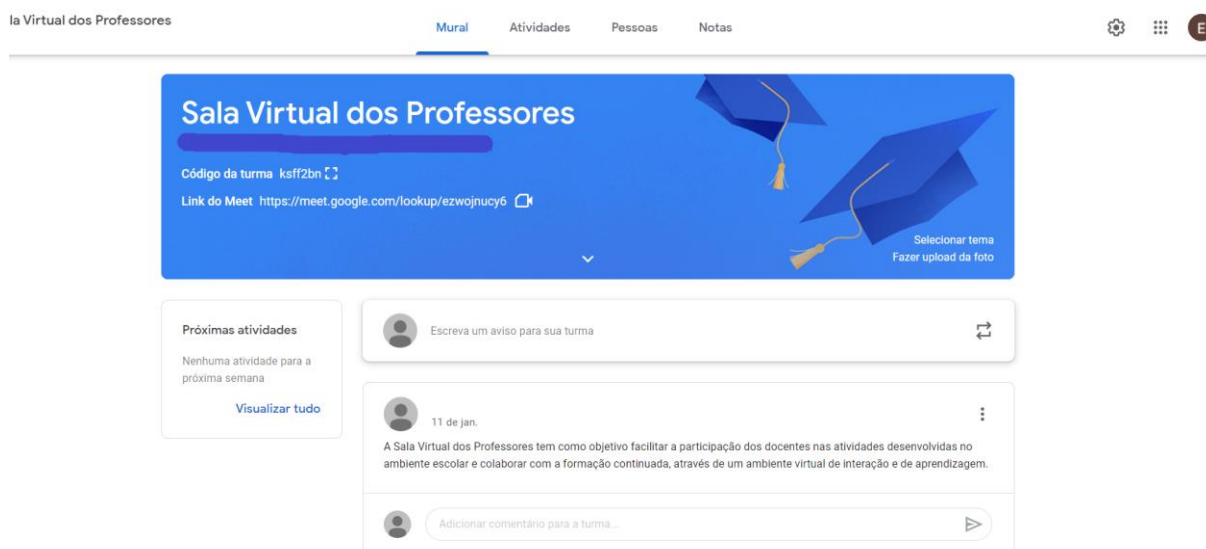 la Virtual dos Professores
Mural Atividades Pessoas Notas
E
Sala Virtual dos Professores
Código da turma ksff2bn
Link do Meet https://meet.google.com/lookup/ezwojnucy6
Selecionar tema
Fazer upload da foto
Próximas atividades
Nenhuma atividade para a
próxima semana
Visualizar tudo
Escreva um aviso para sua turma
11 de jan.
A Sala Virtual dos Professores tem como objetivo facilitar a participação dos docentes nas atividades desenvolvidas no
ambiente escolar e colaborar com a formação continuada, através de um ambiente virtual de interação e de aprendizagem.
Adicionar comentário para a turma...